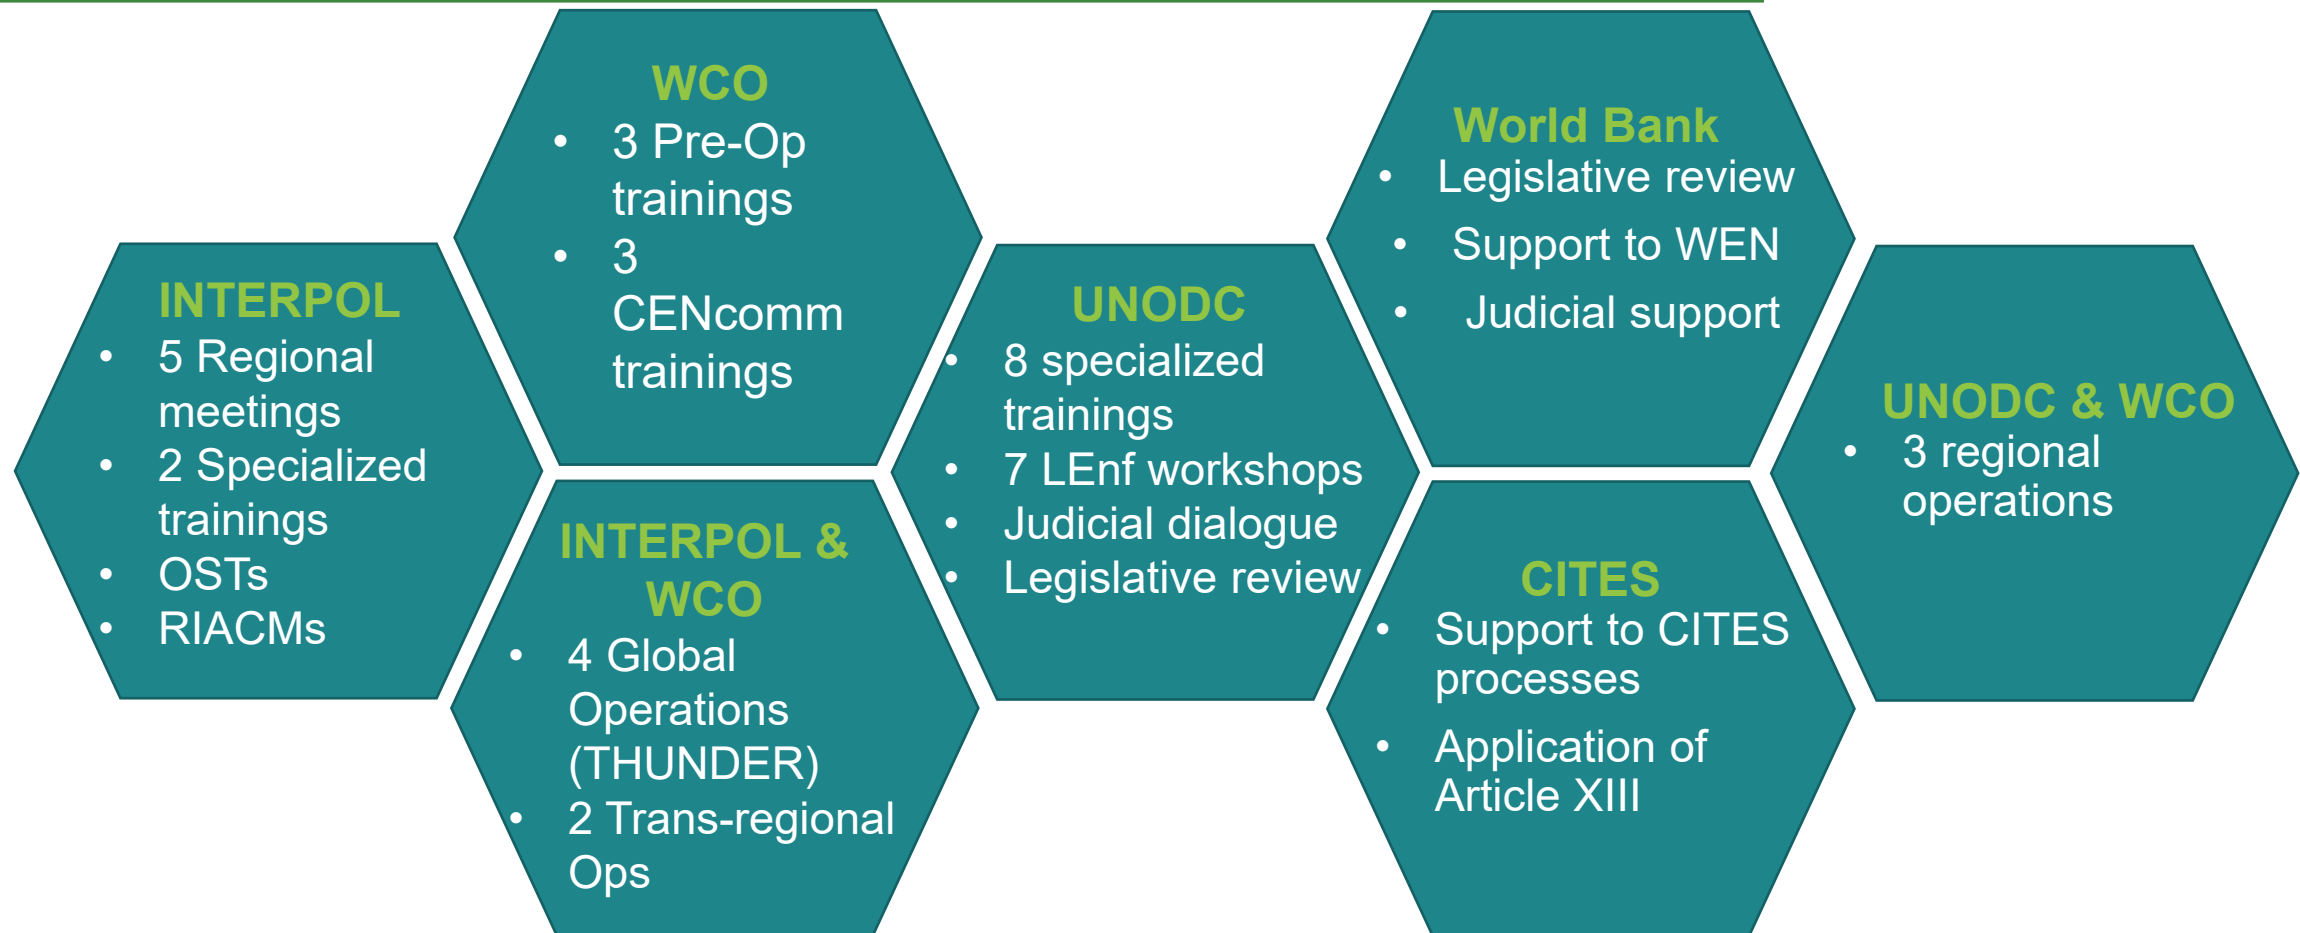 INTERPOL
• 5 Regional
meetings
• 2 Specialized
trainings
• OSTs
• RIACMs
WCO
• 3 Pre-Op
trainings
• 3
CENcomm
trainings
INTERPOL &
WCO
• 4 Global
Operations
(THUNDER)
• 2 Trans-regional
Ops
UNODC
• 8 specialized
trainings
• 7 LEnf workshops
• Judicial dialogue
• Legislative review
World Bank
• Legislative review
• Support to WEN
• Judicial support
CITES
• Support to CITES
processes
• Application of
Article XIII
UNODC & WCO
• 3 regional
operations